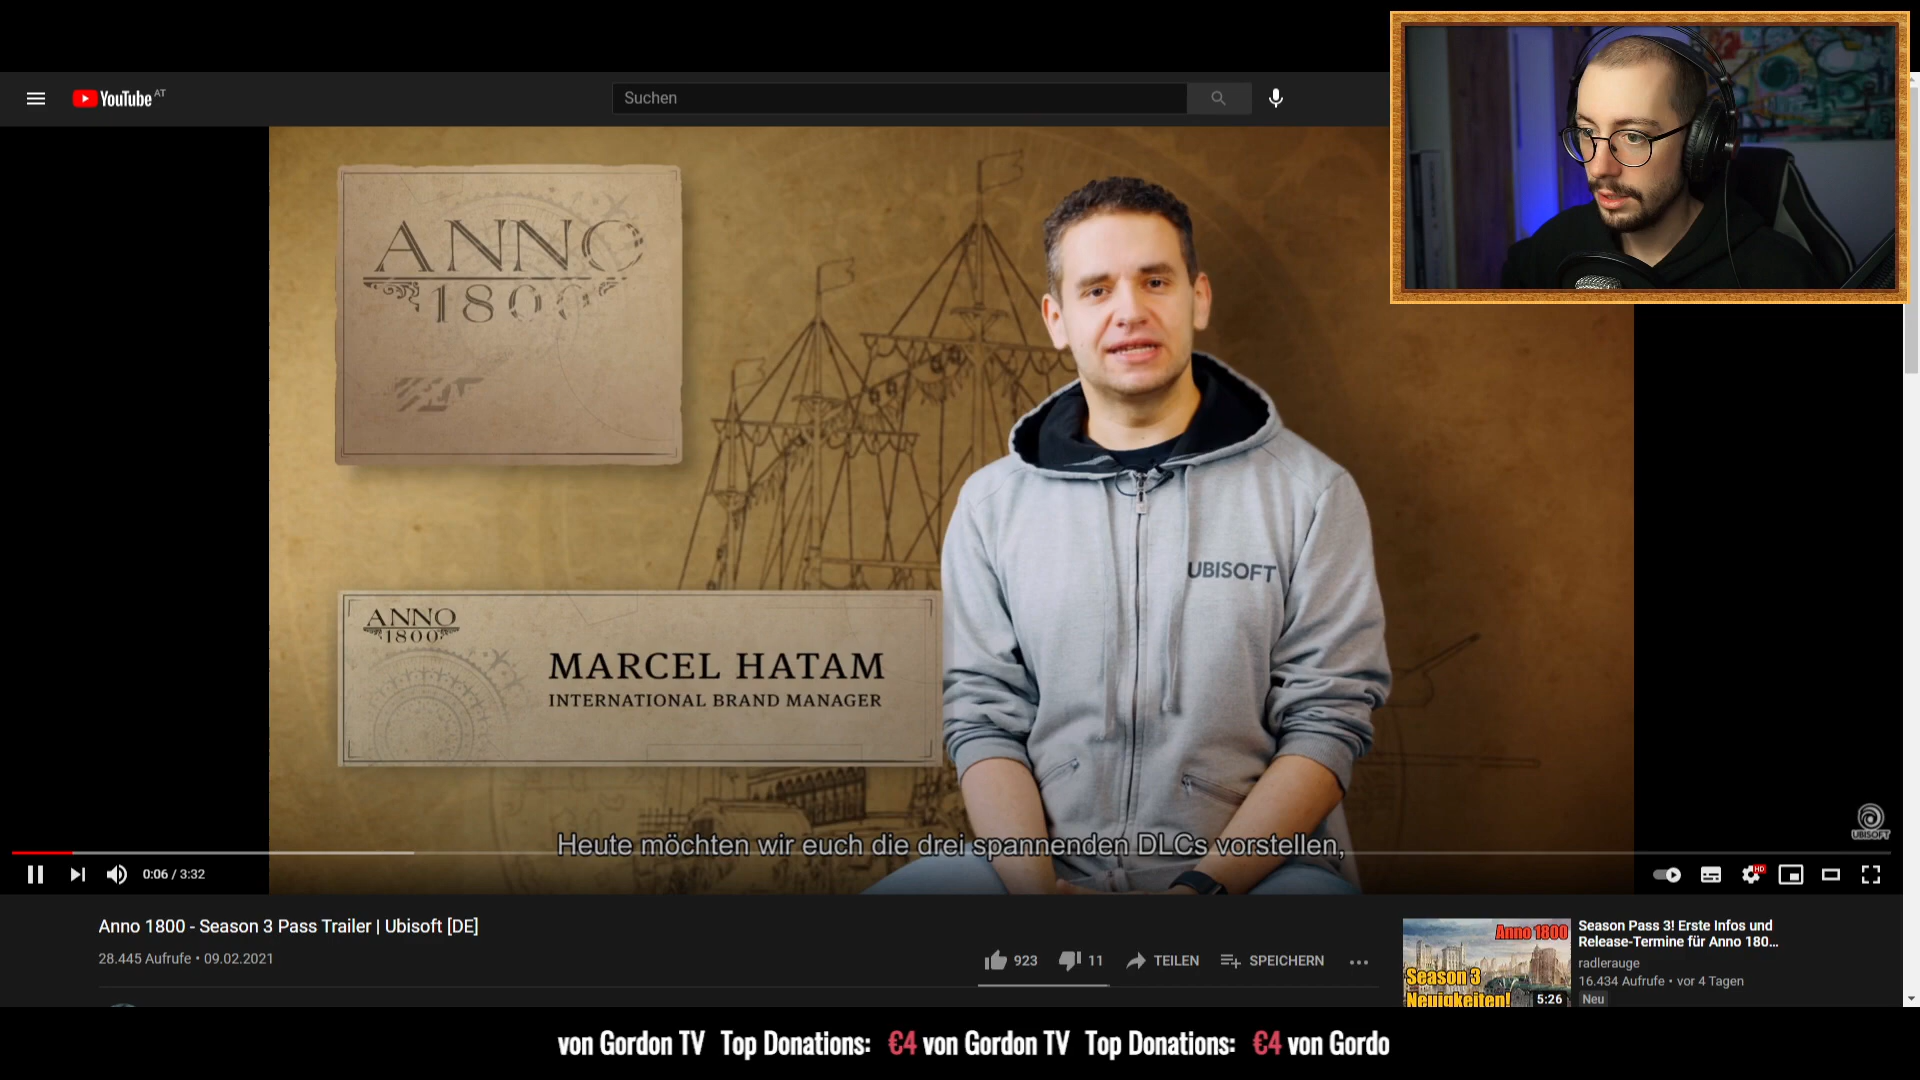 YouTube AT
Suchen
ANNO
1800
ANNO
1800
MARCEL HATAM
INTERNATIONAL BRAND MANAGER
UBISOFT
UBISOFT
Heute möchten wir euch die drei spannenden DLCs vorstellen,
0:06 / 3:32
HD
Anno 1800 - Season 3 Pass Trailer | Ubisoft [DE]
28.445 Aufrufe • 09.02.2021
923
11
TEILEN
SPEICHERN
Anno 1800
Season 3
Neuigkeiten!
5:26
Season Pass 3! Erste Infos und
Release-Termine für Anno 180...
radlerauge
16.434 Aufrufe • vor 4 Tagen
Neu
von Gordon TV Top Donations: €4 von Gordon TV Top Donations: €4 von Gordo